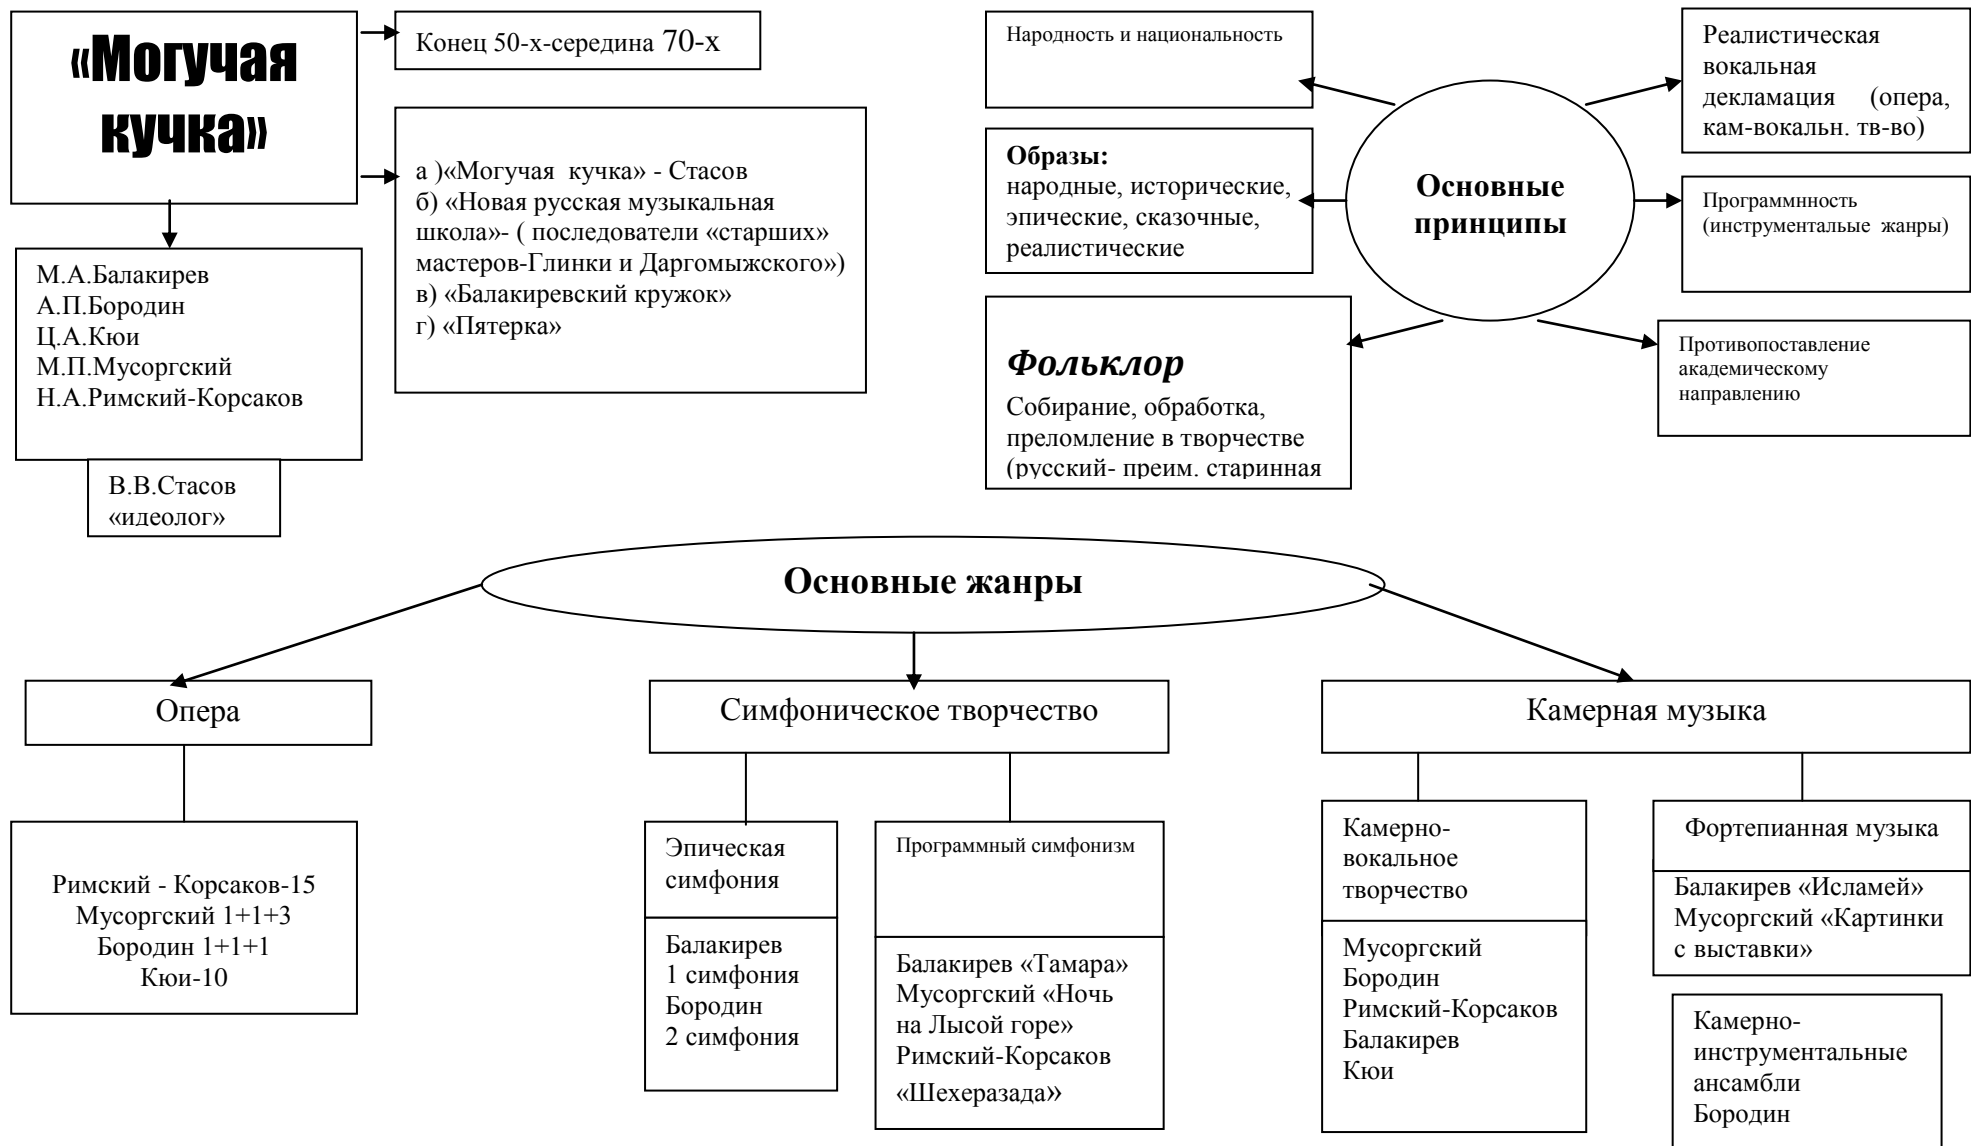 «Могучая
кучка»
Конец 50-х-середина 70-х
а )«Могучая кучка» - Стасов
б) «Новая русская музыкальная
школа»- ( последователи «старших»
мастеров-Глинки и Даргомыжского»)
в) «Балакиревский кружок»
г) «Пятерка»
М.А.Балакирев
А.П.Бородин
Ц.А.Кюи
М.П.Мусоргский
Н.А.Римский-Корсаков
В.В.Стасов
«идеолог»
Основные
принципы
Народность и национальность
Образы:
народные, исторические,
эпические, сказочные,
реалистические
Фольклор
Собирание, обработка,
преломление в творчестве
(русский- преим. старинная
Реалистическая
вокальная
декламация (опера,
кам-вокальн. тв-во)
Программнность
(инструментальые жанры)
Противопоставление
академическому
направлению
Основные жанры
Опера
Римский - Корсаков-15
Мусоргский 1+1+3
Бородин 1+1+1
Кюи-10
Симфоническое творчество
Эпическая
симфония
Балакирев
1 симфония
Бородин
2 симфония
Программный симфонизм
Балакирев «Тамара»
Мусоргский «Ночь
на Лысой горе»
Римский-Корсаков
«Шехеразада»
Камерная музыка
Камерно-
вокальное
творчество
Мусоргский
Бородин
Римский-Корсаков
Балакирев
Кюи
Фортепианная музыка
Балакирев «Исламей»
Мусоргский «Картинки
с выставки»
Камерно-
инструментальные
ансамбли
Бородин